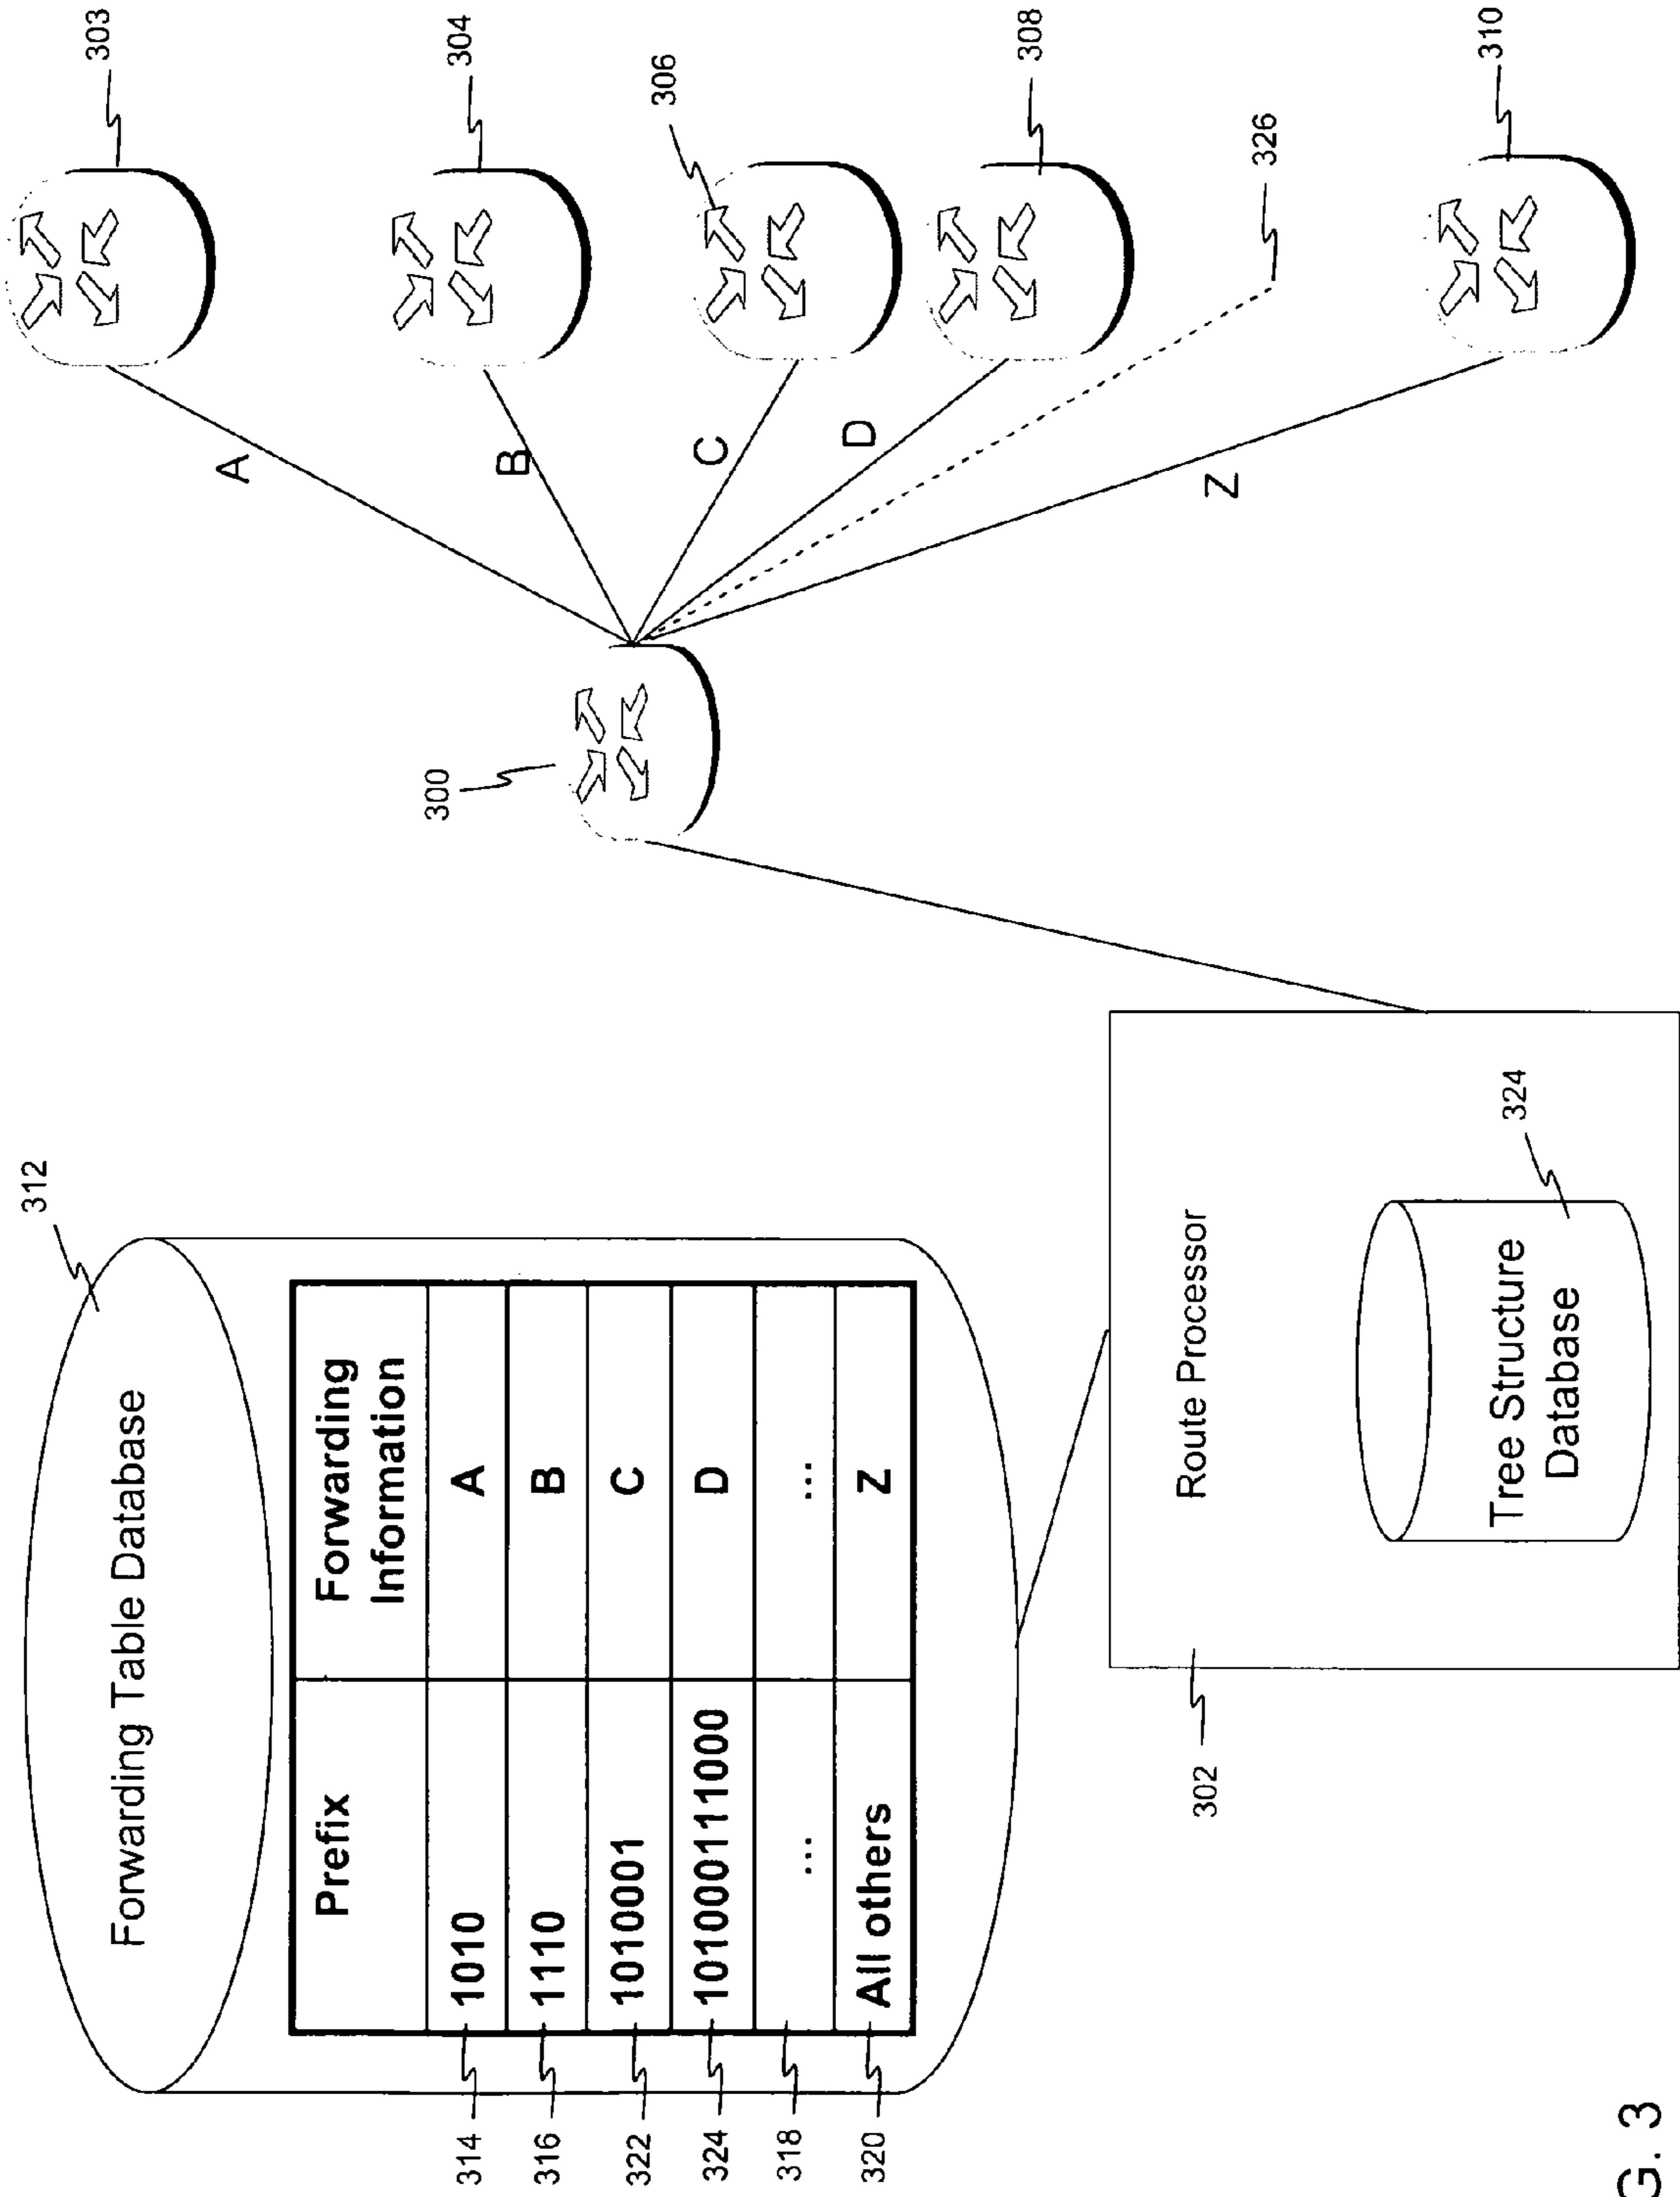 Forwarding Table Database
312
Prefix
Forwarding
Information
314
1010
A
316
1110
B
322
1010001
C
324
101000111000
D
318
...
...
320
All others
Z
302
Route Processor
Tree Structure
Database
324
300
A
B
C
D
Z
303
304
306
308
326
310
G. 3